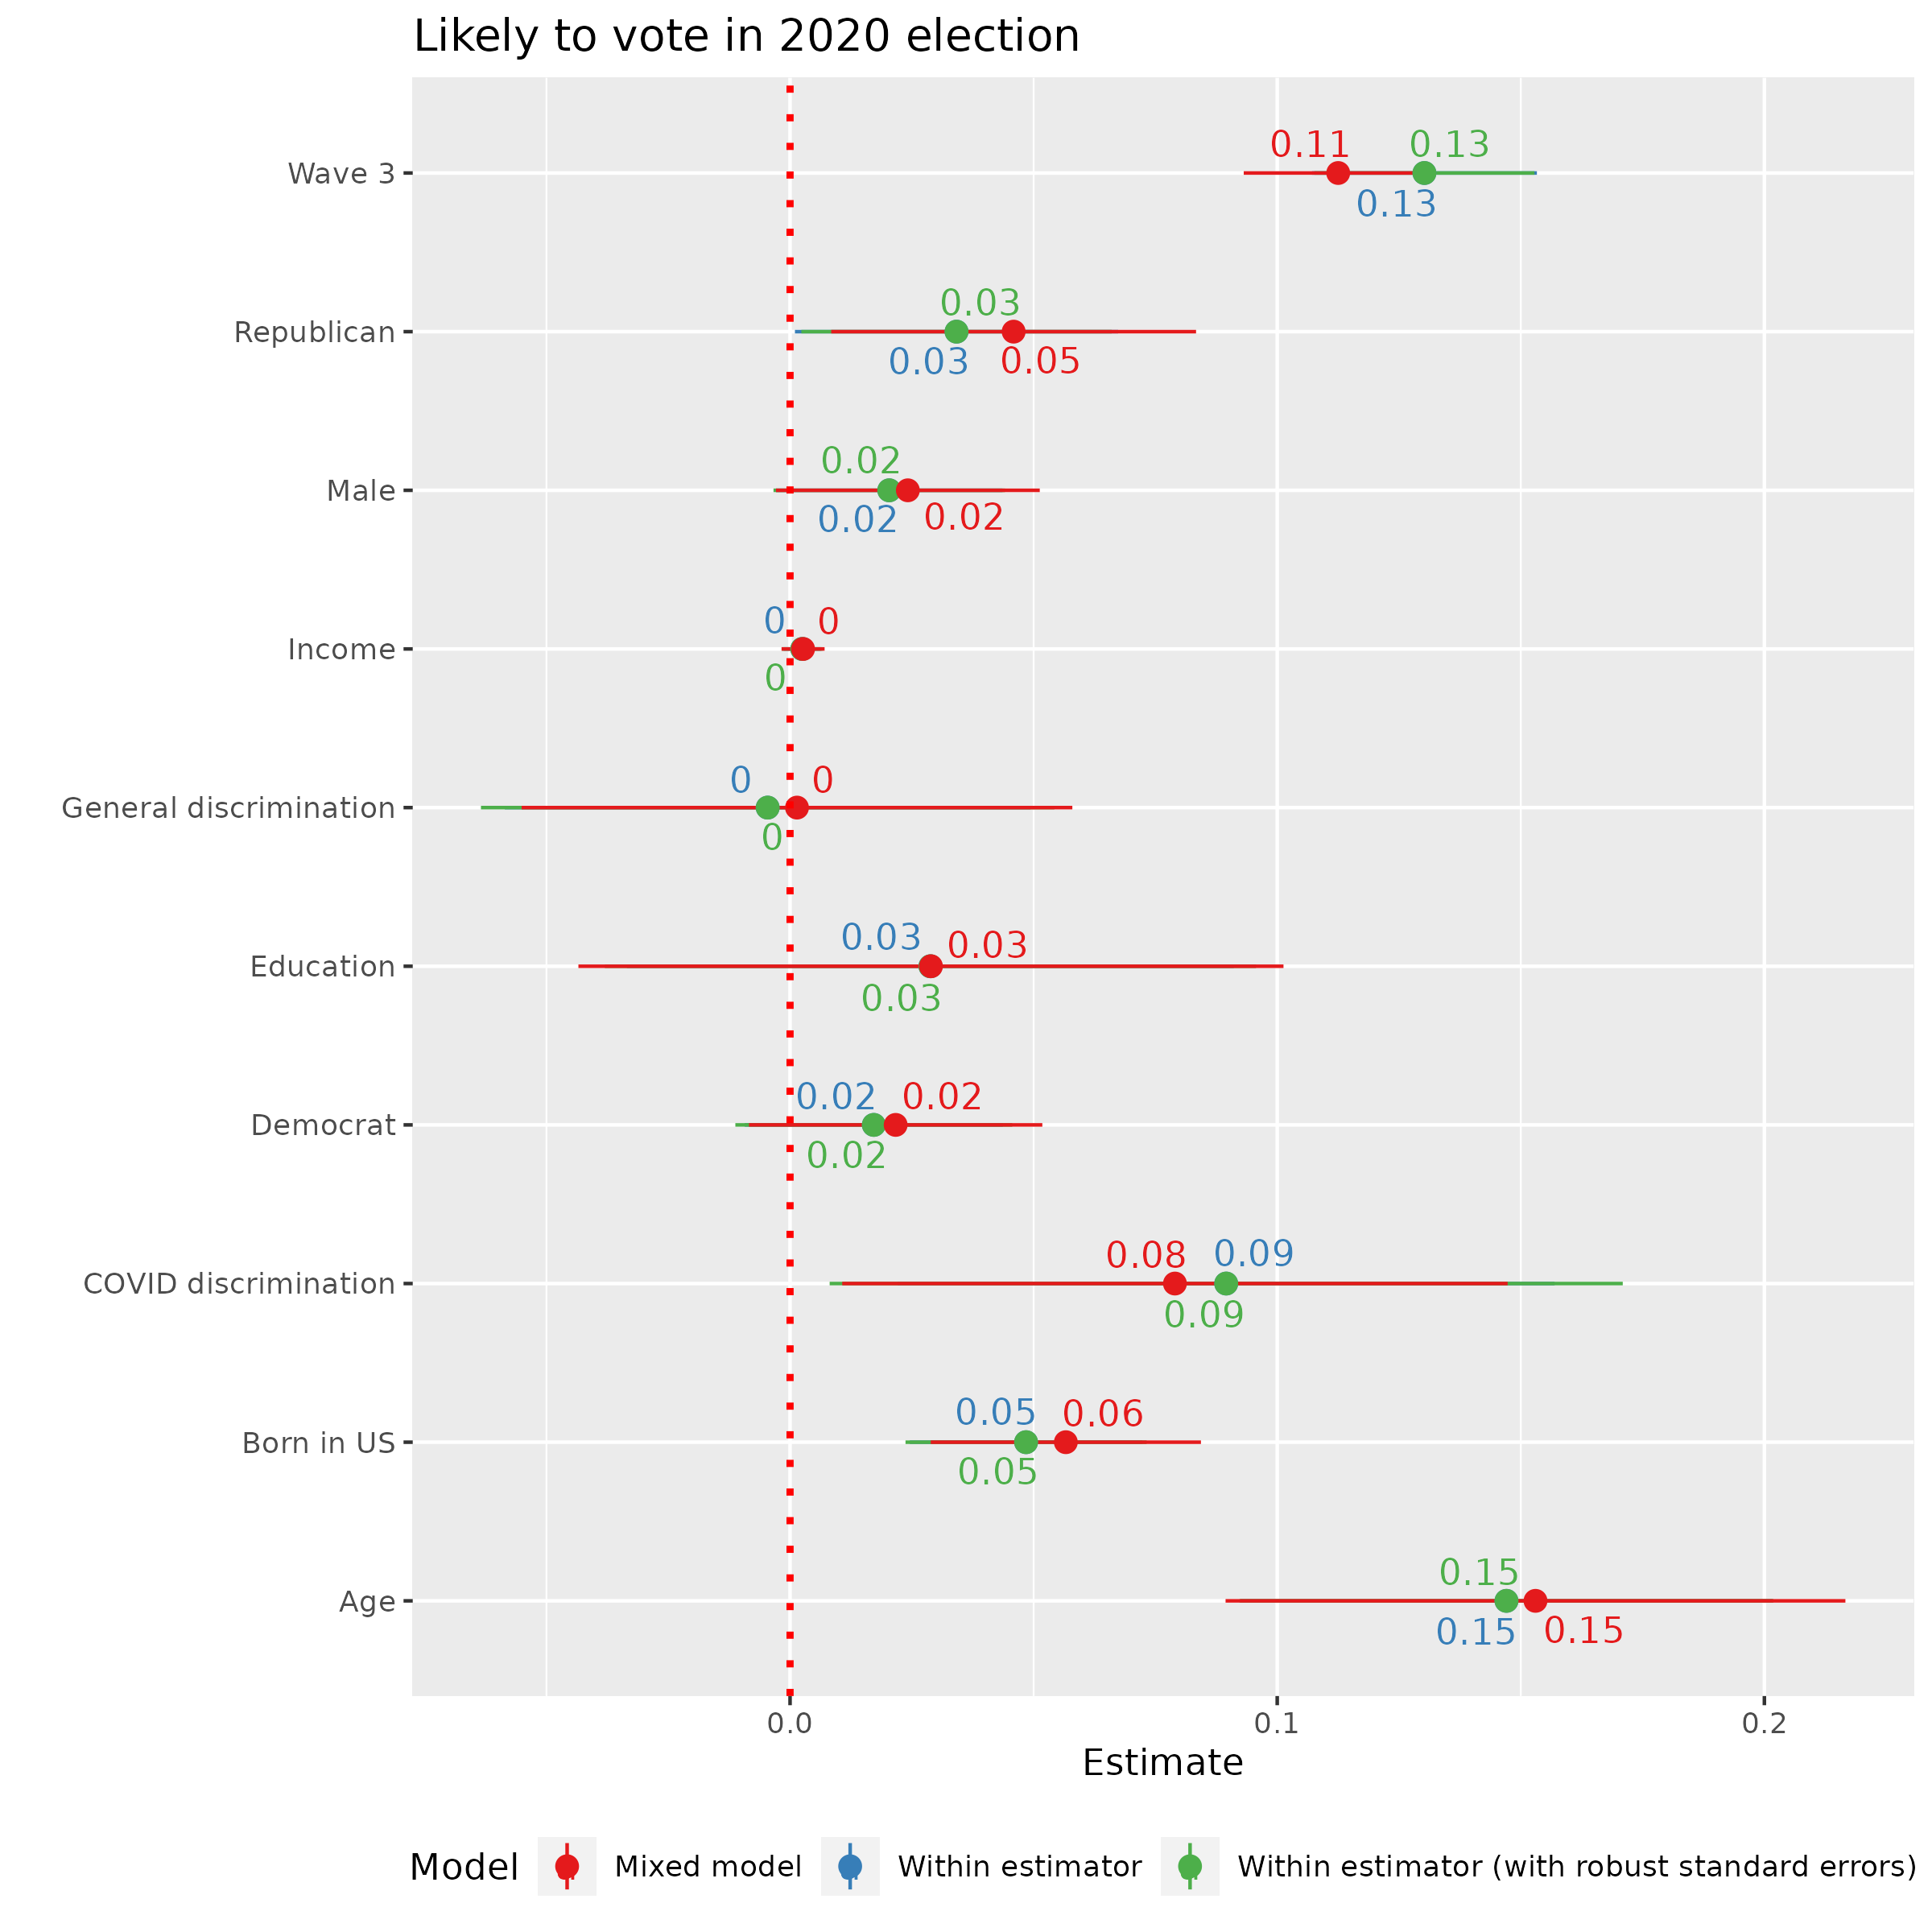 Likely to vote in 2020 election
0.11 0.13
Wave 3
0.13
0.03
Republican
0.03 0.05
0.02
Male
0.02 0.02
0 0
Income
0
0 0
General discrimination
0
0.03 0.03
Education
0.03
0.02 0.02
Democrat
0.02
0.08 0.09
COVID discrimination
0.09
0.05 0.06
Born in US
0.05
0.15
Age
0.15 0.15
0.0 0.1 0.2
Estimate
Model Mixed model Within estimator Within estimator (with robust standard errors)